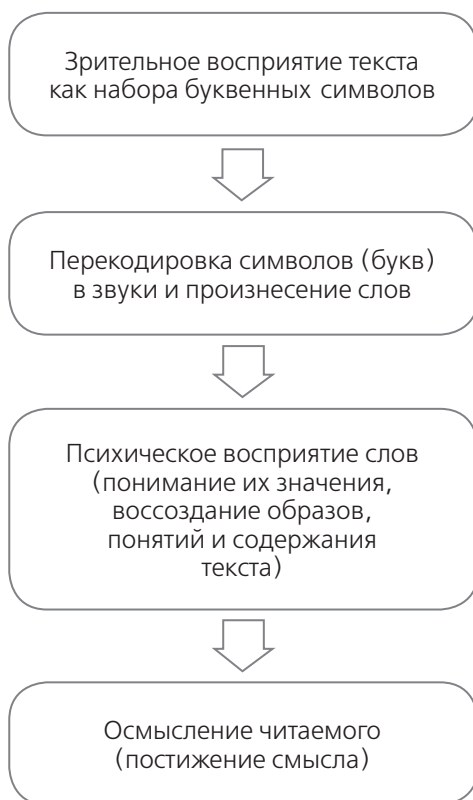 Зрительное восприятие текста
как набора буквенных символов
Перекодировка символов (букв)
в звуки и произнесение слов
Психическое восприятие слов
(понимание их значения,
воссоздание образов,
понятий и содержания
текста)
Осмысление читаемого
(постижение смысла)